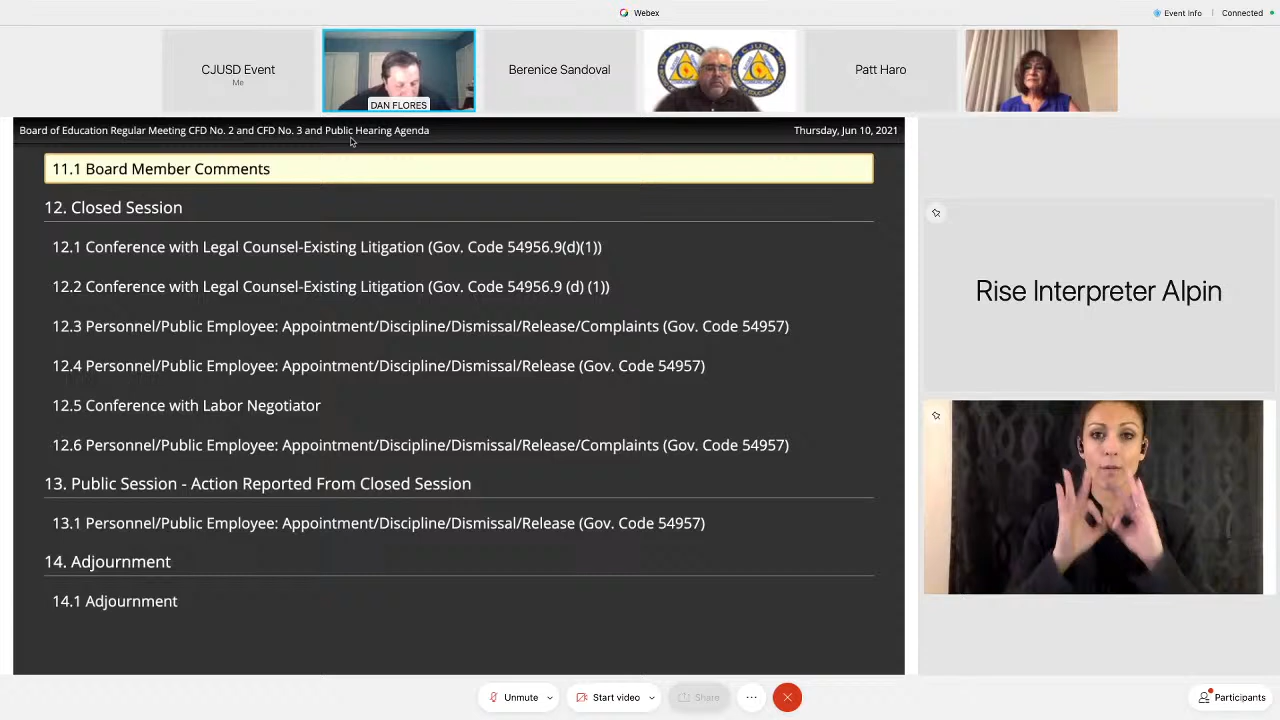 Webex
Event Info
Connected
CJUSD Event
Me
DAN FLORES
Berenice Sandoval
CJUSD
CJUSD
Patt Haro
Board of Education Regular Meeting CFD No. 2 and CFD No. 3 and Public Hearing Agenda
Thursday, Jun 10, 2021
11.1 Board Member Comments
12. Closed Session
12.1 Conference with Legal Counsel-Existing Litigation (Gov. Code 54956.9(d)(1))
12.2 Conference with Legal Counsel-Existing Litigation (Gov. Code 54956.9 (d) (1))
12.3 Personnel/Public Employee: Appointment/Discipline/Dismissal/Release/Complaints (Gov. Code 54957)
12.4 Personnel/Public Employee: Appointment/Discipline/Dismissal/Release (Gov. Code 54957)
12.5 Conference with Labor Negotiator
12.6 Personnel/Public Employee: Appointment/Discipline/Dismissal/Release/Complaints (Gov. Code 54957)
13. Public Session - Action Reported From Closed Session
13.1 Personnel/Public Employee: Appointment/Discipline/Dismissal/Release (Gov. Code 54957)
14. Adjournment
14.1 Adjournment
Rise Interpreter Alpin
Unmute
Start video
Share
Participants